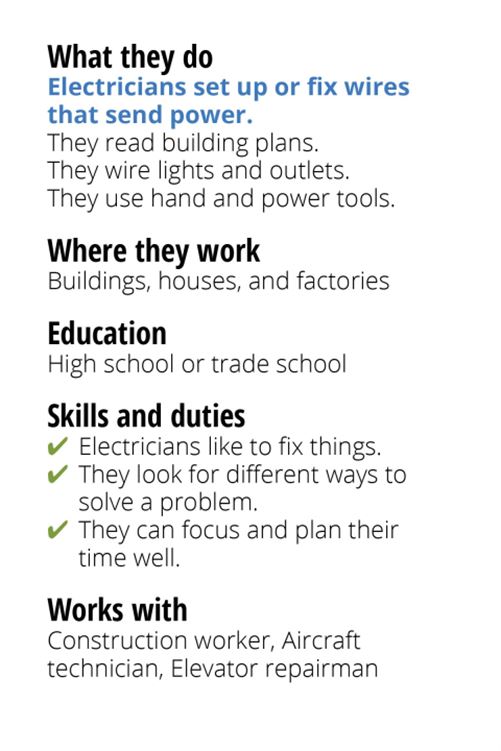 What they do
Electricians set up or fix wires
that send power.
They read building plans.
They wire lights and outlets.
They use hand and power tools.
Where they work
Buildings, houses, and factories
Education
High school or trade school
Skills and duties
✔ Electricians like to fix things.
✔ They look for different ways to
solve a problem.
✔ They can focus and plan their
time well.
Works with
Construction worker, Aircraft
technician, Elevator repairman